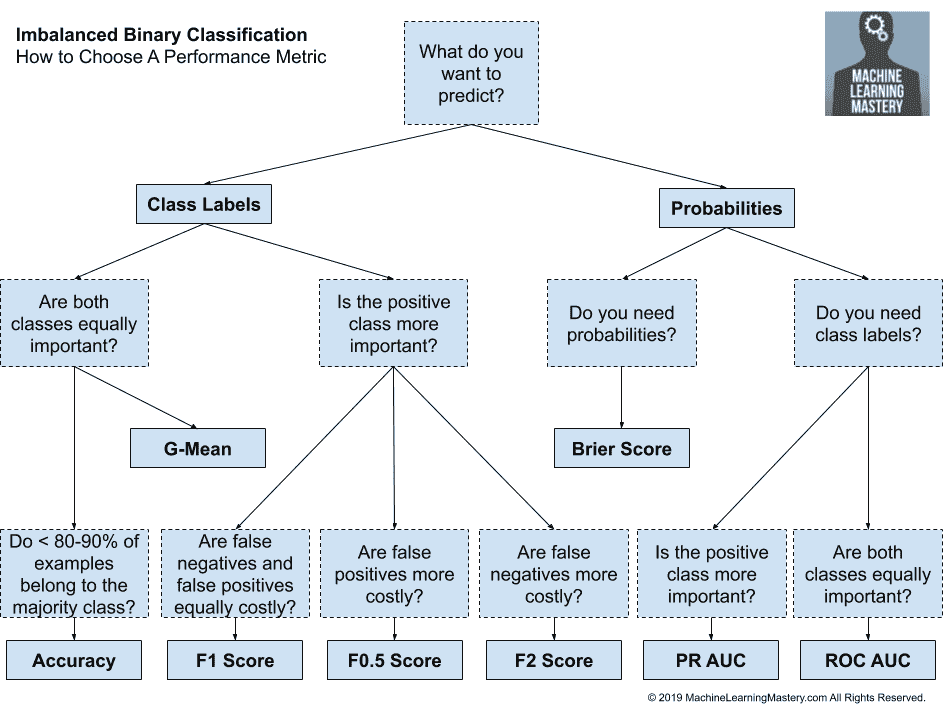 Imbalanced Binary Classification
How to Choose A Performance Metric
What do you
want to
predict?
MACHINE
LEARNING
MASTERY
Class Labels
Probabilities
Are both
classes equally
important?
Is the positive
class more
important?
Do you need
probabilities?
Do you need
class labels?
G-Mean
Brier Score
Do < 80-90% of
examples
belong to the
majority class?
Are false
negatives and
false positives
equally costly?
Are false
positives more
costly?
Are false
negatives more
costly?
Is the positive
class more
important?
Are both
classes equally
important?
Accuracy
F1 Score
F0.5 Score
F2 Score
PR AUC
ROC AUC
© 2019 MachineLearningMastery.com All Rights Reserved.